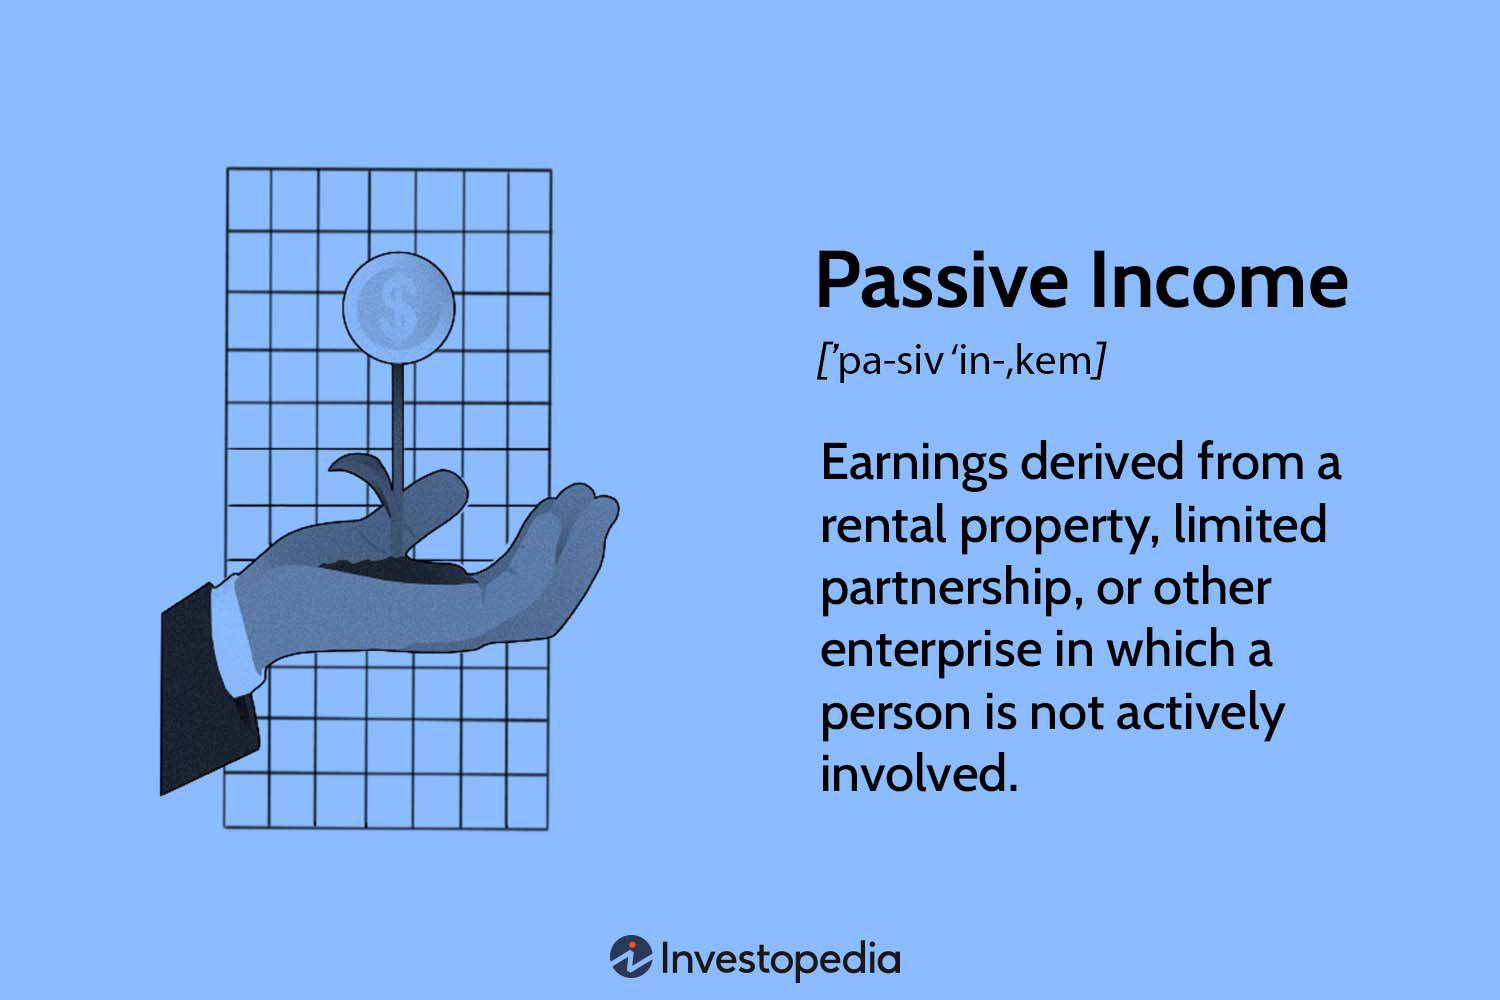 $
Passive Income
['pa-siv ‘in-,kem]
Earnings derived from a
rental property, limited
partnership, or other
enterprise in which a
person is not actively
involved.
Investopedia